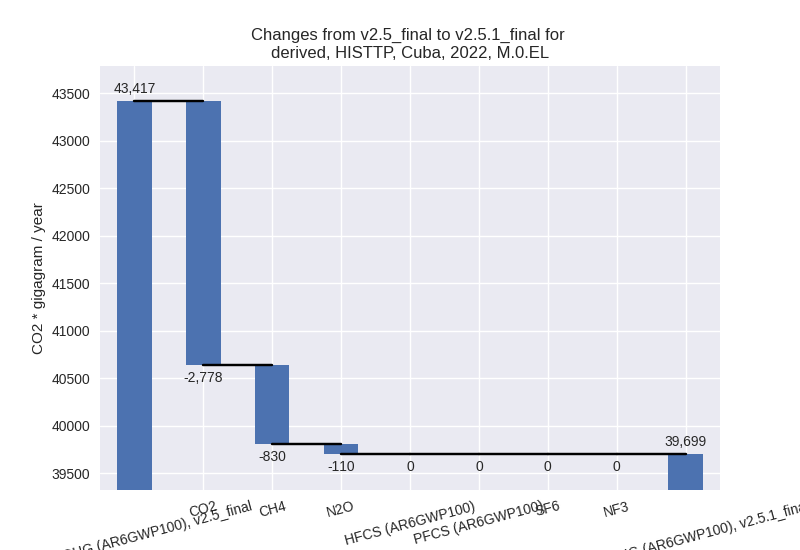 Changes from v2.5_final to v2.5.1_final for
derived, HISTTP, Cuba, 2022, M.0.EL
CO2 * gigagram / year
43500
43000
42500
42000
41500
41000
40500
40000
39500
43,417
-2,778
-830
-110
0
0
0
0
39,699
(AR6GWP100), v2.5_final
CO2
CH4
N2O
HFCS (AR6GWP100)
PFCS (AR6GWP100)
SF6
NF3
(AR6GWP100), v2.5.1_fina